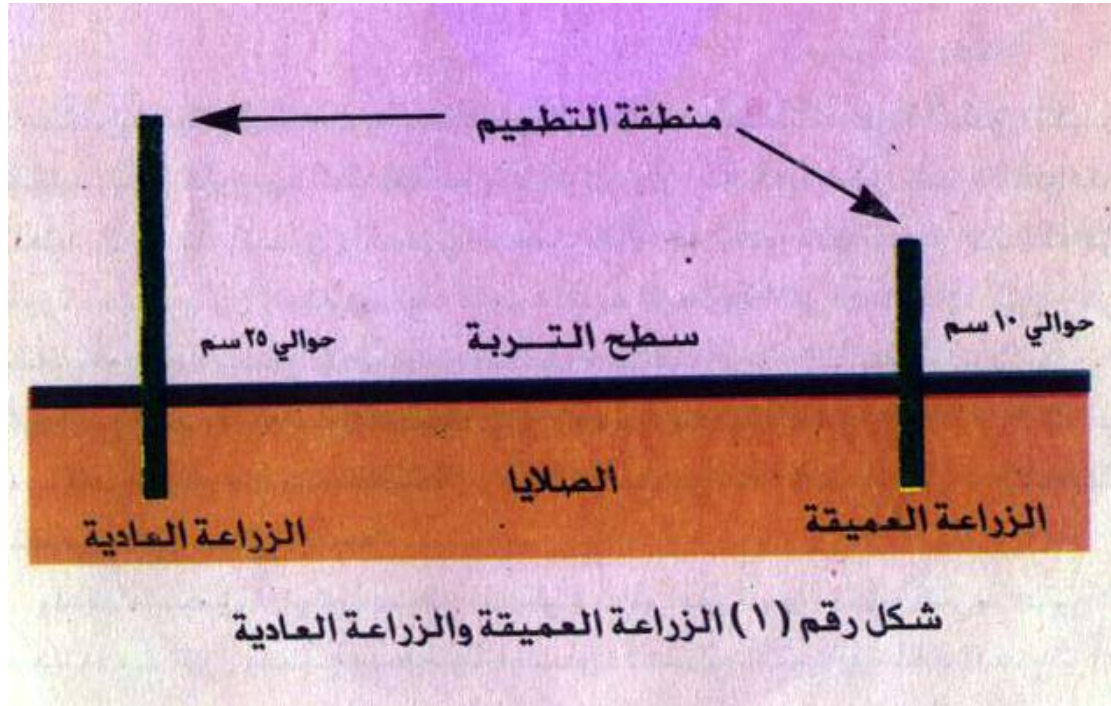 منطقة التطعيم
حوالي ١٠ سم
سطح التـــربة
حوالي ٢٥ سم
الصلايا
الزراعة العميقة
الزراعة العادية
شكل رقم (١) الزراعة العميقة والزراعة العادية